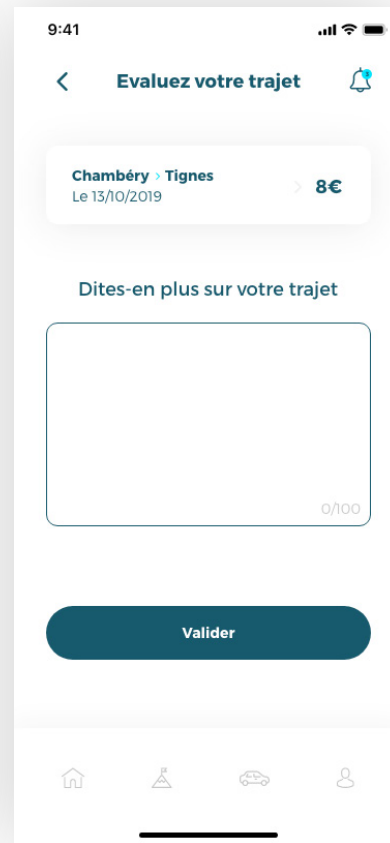 9:41
Evaluez votre trajet
Chambéry > Tignes
Le 13/10/2019
8€
Dites-en plus sur votre trajet
0/100
Valider